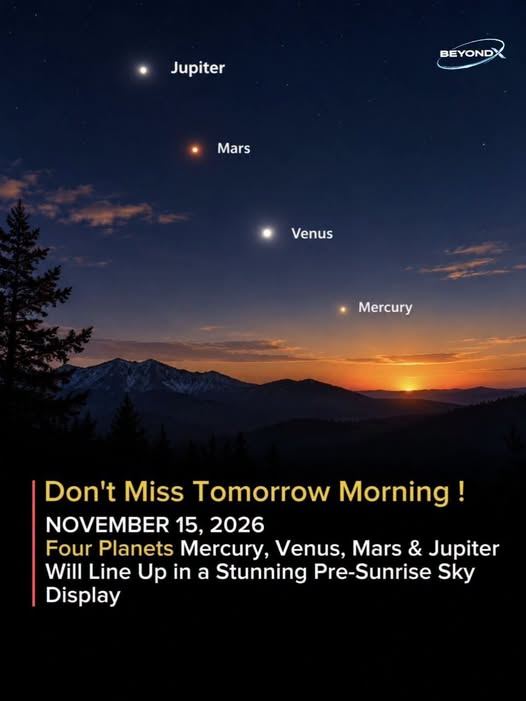 BEYONDX
Jupiter
Mars
Venus
Mercury
Don't Miss Tomorrow Morning !
NOVEMBER 15, 2026
Four Planets Mercury, Venus, Mars & Jupiter
Will Line Up in a Stunning Pre-Sunrise Sky
Display